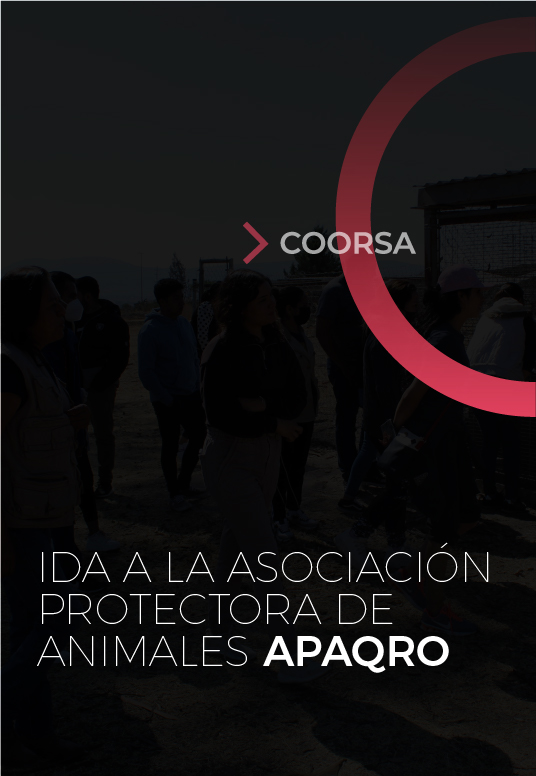 COORSA
IDA A LA ASOCIACIÓN
PROTECTORA DE
ANIMALES APAQRO